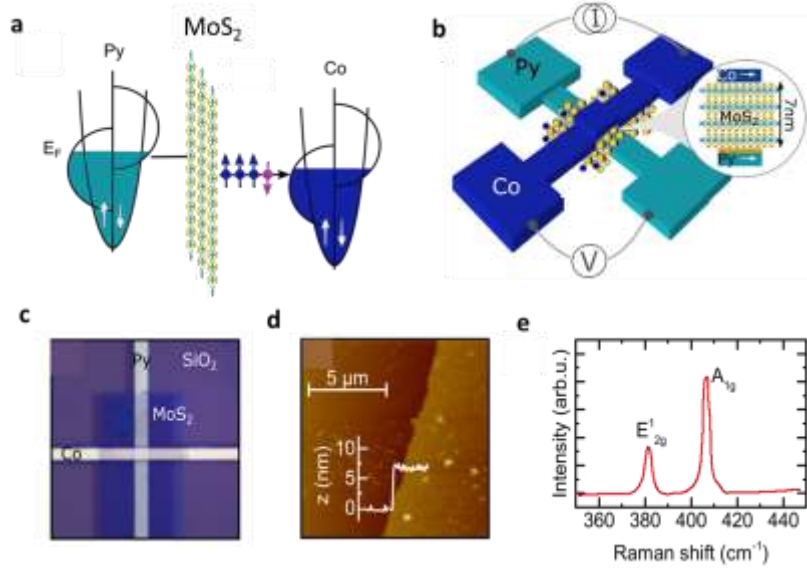 a
MoS₂
Py
Co
E_F
b
I
Py
Co
V
Co
MoS₂
Py
7nm
c
Py
SiO₂
MoS₂
Co
d
5 μm
10
5
0
z (nm)
e
Intensity (arb.u.)
E¹₂g
A₁g
360 380 400 420 440
Raman shift (cm⁻¹)